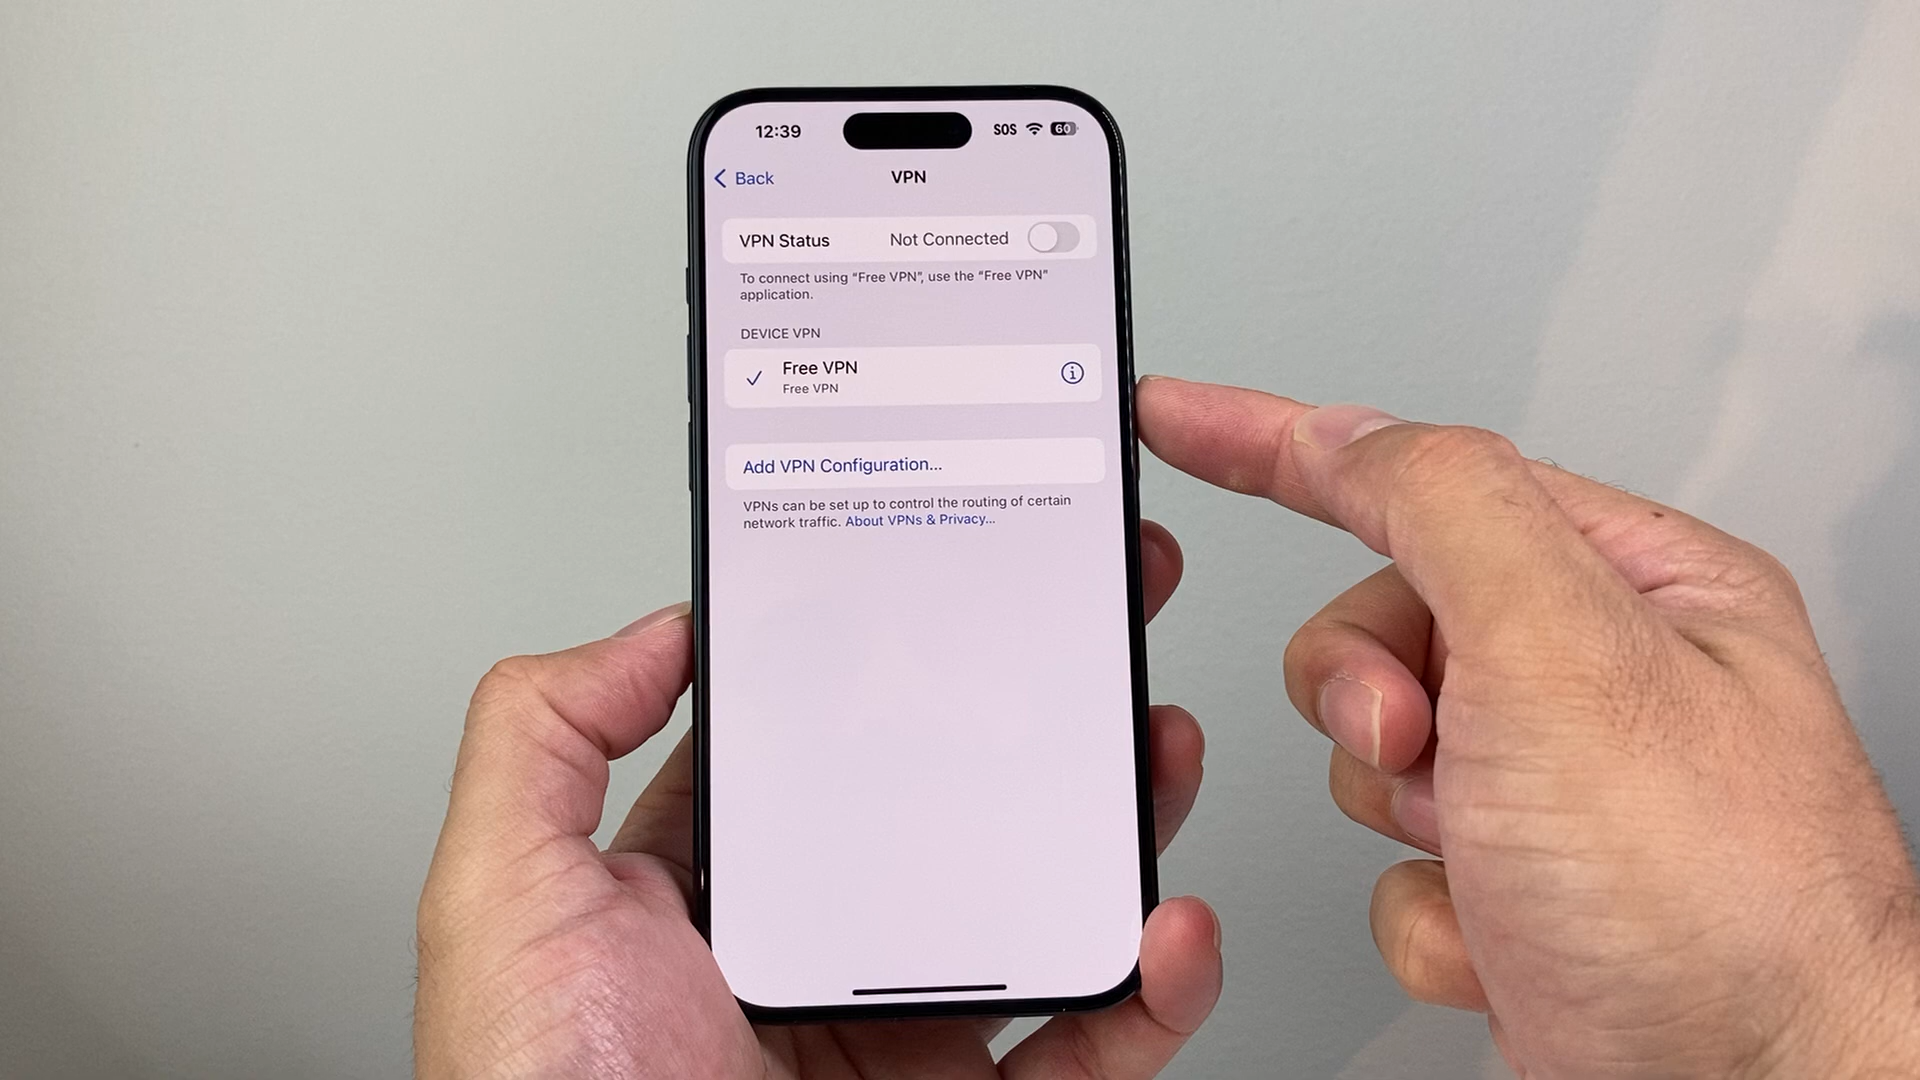 12:39 SOS 60
Back VPN
VPN Status Not Connected
To connect using “Free VPN”, use the “Free VPN”
application.
DEVICE VPN
Free VPN
Free VPN
Add VPN Configuration...
VPNs can be set up to control the routing of certain
network traffic. About VPNs & Privacy...